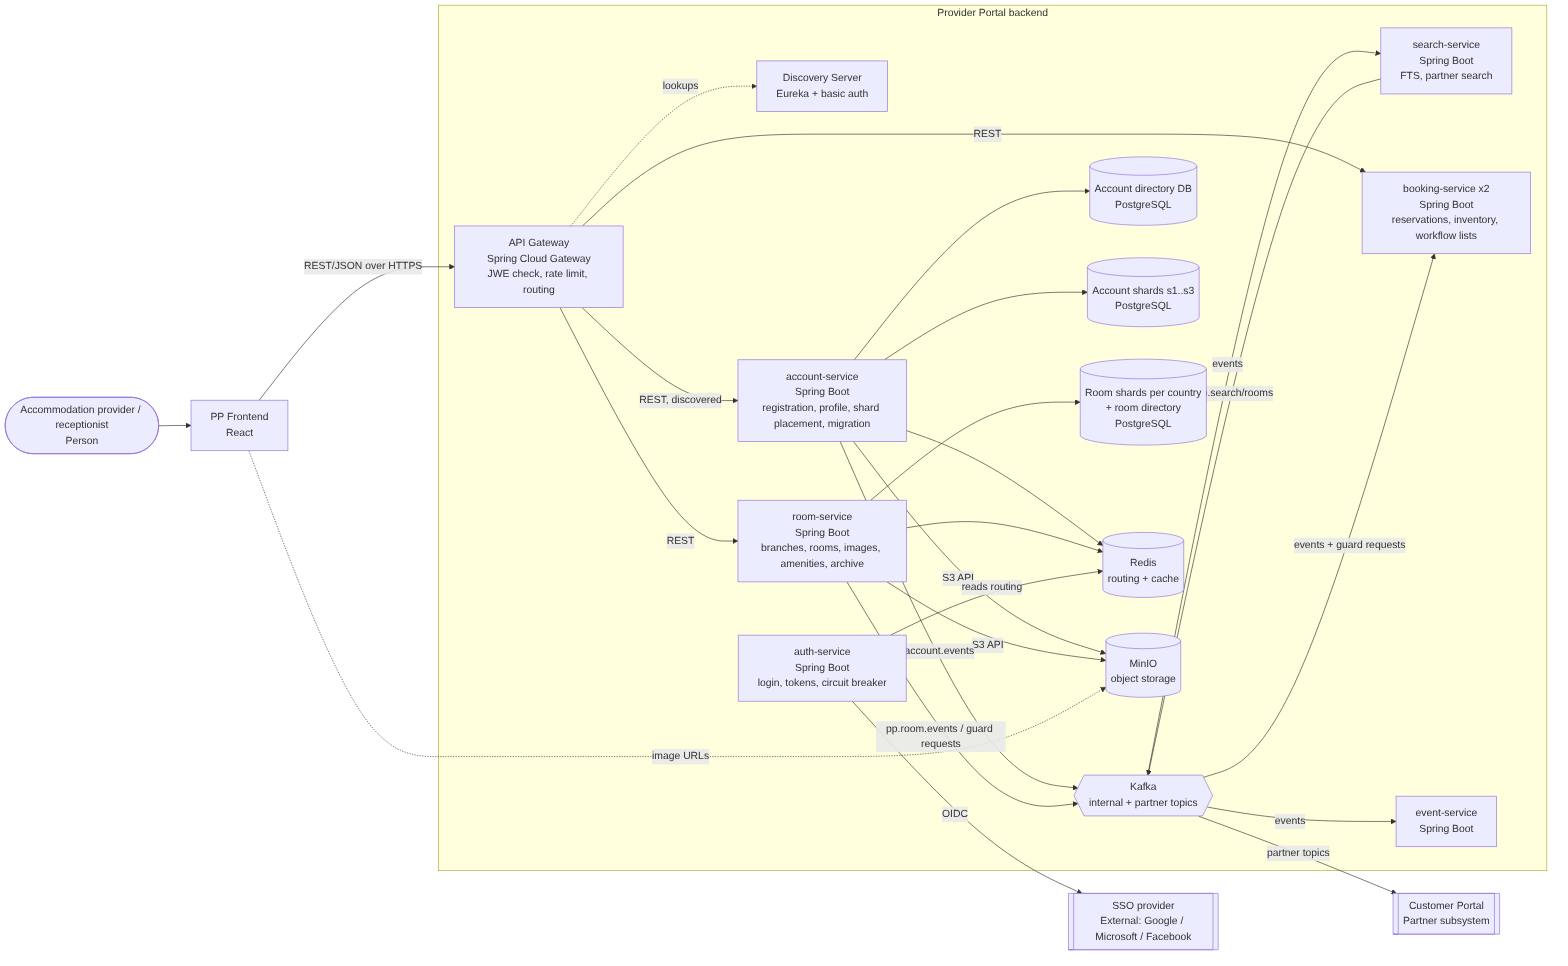 Provider Portal backend
search-service
Spring Boot
FTS, partner search
Discovery Server
Eureka + basic auth
lookups
REST
Account directory DB
PostgreSQL
booking-service x2
Spring Boot
reservations, inventory,
workflow lists
API Gateway
Spring Cloud Gateway
JWE check, rate limit,
routing
REST/JSON over HTTPS
Account shards s1..s3
PostgreSQL
events
.search/rooms
account-service
Spring Boot
registration, profile, shard
placement, migration
REST, discovered
Room shards per country
+ room directory
PostgreSQL
Accommodation provider /
receptionist
Person
PP Frontend
React
room-service
Spring Boot
branches, rooms, images,
amenities, archive
REST
events + guard requests
Redis
routing + cache
S3 API
reads routing
auth-service
Spring Boot
login, tokens, circuit breaker
account.events
S3 API
MinIO
object storage
pp.room.events / guard
requests
image URLs
Kafka
internal + partner topics
OIDC
events
event-service
Spring Boot
partner topics
SSO provider
External: Google /
Microsoft / Facebook
Customer Portal
Partner subsystem